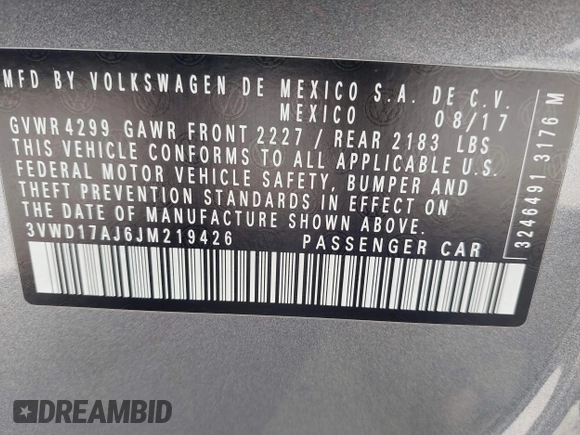 MFD BY VOLKSWAGEN DE MEXICO S.A. DE C.V.
MEXICO 08/17
GVWR 4299 GAWR FRONT 2227 / REAR 2183 LBS
THIS VEHICLE CONFORMS TO ALL APPLICABLE U.S.
FEDERAL MOTOR VEHICLE SAFETY, BUMPER AND
THEFT PREVENTION STANDARDS IN EFFECT ON
THE DATE OF MANUFACTURE SHOWN ABOVE.
3VWD17AJ6JM219426 PASSENGER CAR
3246491 3176 M
DREAMBID